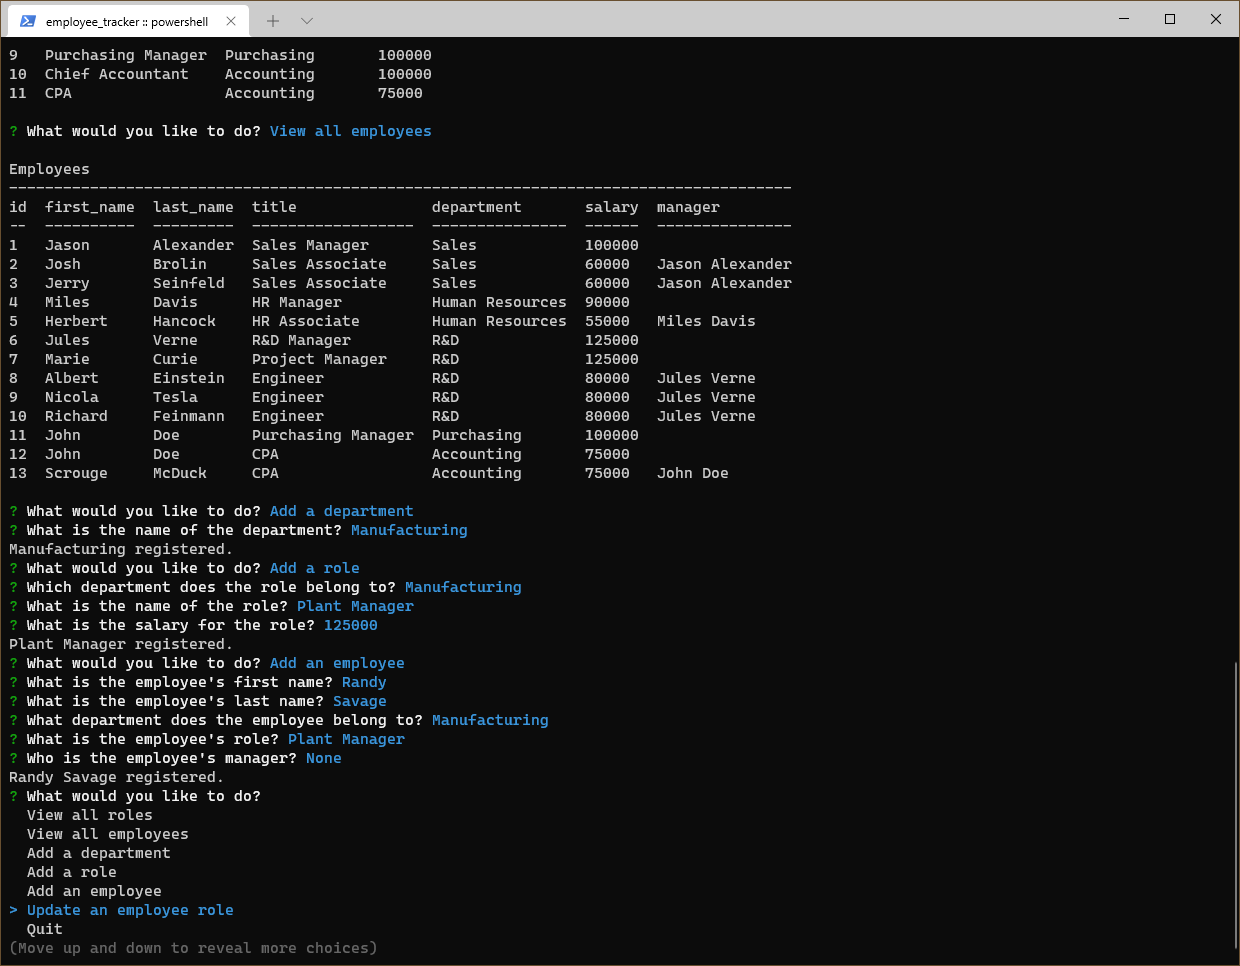 employee_tracker :: powershell
9   Purchasing Manager  Purchasing       100000
10  Chief Accountant    Accounting       100000
11  CPA                 Accounting       75000
? What would you like to do? View all employees
Employees
---------------------------------------------------------------------------------------
id  first_name  last_name  title               department       salary  manager
--  ----------  ---------  ------------------  ---------------  ------  ---------------
1   Jason       Alexander  Sales Manager       Sales            100000
2   Josh        Brolin     Sales Associate     Sales            60000   Jason Alexander
3   Jerry       Seinfeld   Sales Associate     Sales            60000   Jason Alexander
4   Miles       Davis      HR Manager          Human Resources  90000
5   Herbert     Hancock    HR Associate        Human Resources  55000   Miles Davis
6   Jules       Verne      R&D Manager         R&D              125000
7   Marie       Curie      Project Manager     R&D              125000
8   Albert      Einstein   Engineer            R&D              80000   Jules Verne
9   Nicola      Tesla      Engineer            R&D              80000   Jules Verne
10  Richard     Feinmann   Engineer            R&D              80000   Jules Verne
11  John        Doe        Purchasing Manager  Purchasing       100000
12  John        Doe        CPA                 Accounting       75000
13  Scrouge     McDuck     CPA                 Accounting       75000   John Doe
? What would you like to do? Add a department
? What is the name of the department? Manufacturing
Manufacturing registered.
? What would you like to do? Add a role
? Which department does the role belong to? Manufacturing
? What is the name of the role? Plant Manager
? What is the salary for the role? 125000
Plant Manager registered.
? What would you like to do? Add an employee
? What is the employee's first name? Randy
? What is the employee's last name? Savage
? What department does the employee belong to? Manufacturing
? What is the employee's role? Plant Manager
? Who is the employee's manager? None
Randy Savage registered.
? What would you like to do?
  View all roles
  View all employees
  Add a department
  Add a role
  Add an employee
> Update an employee role
  Quit
(Move up and down to reveal more choices)